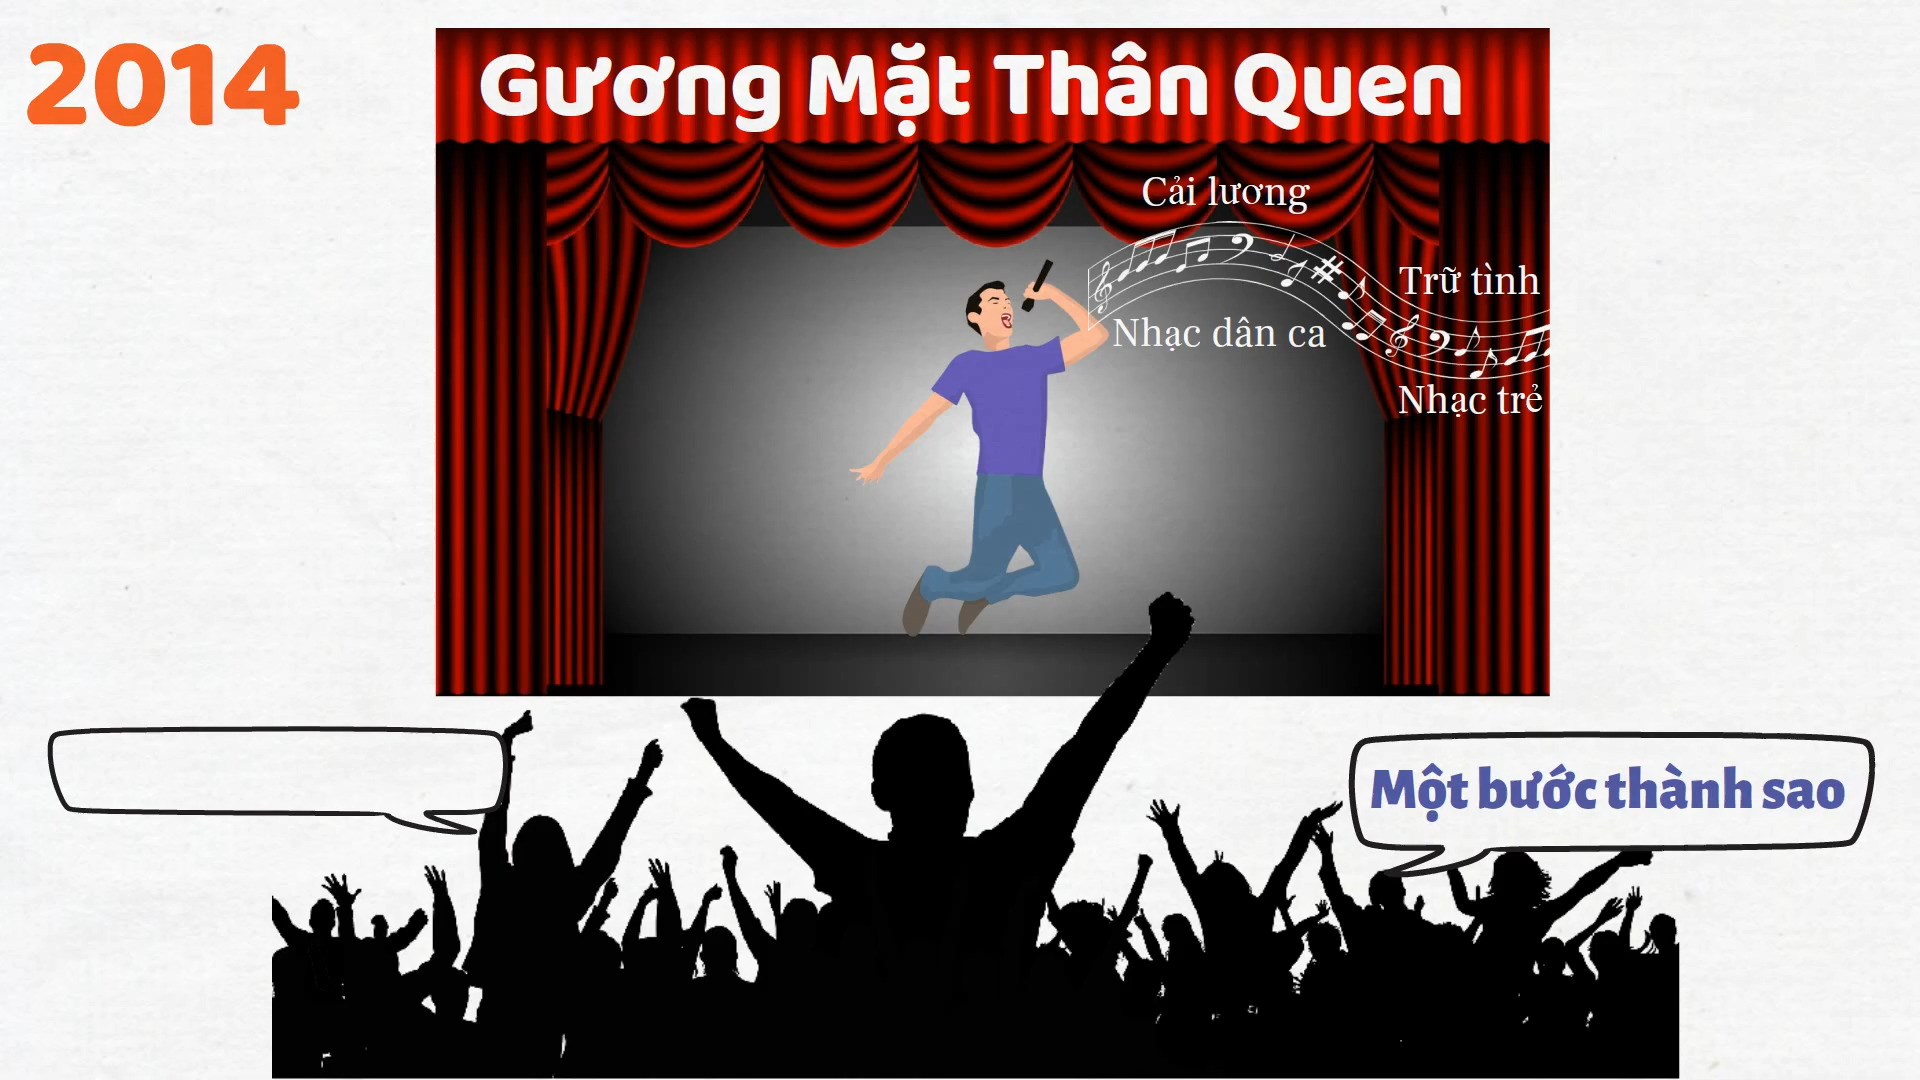 2014
Gương Mặt Thân Quen
Cải lương
Trữ tình
Nhạc dân ca
Nhạc trẻ
Một bước thành sao